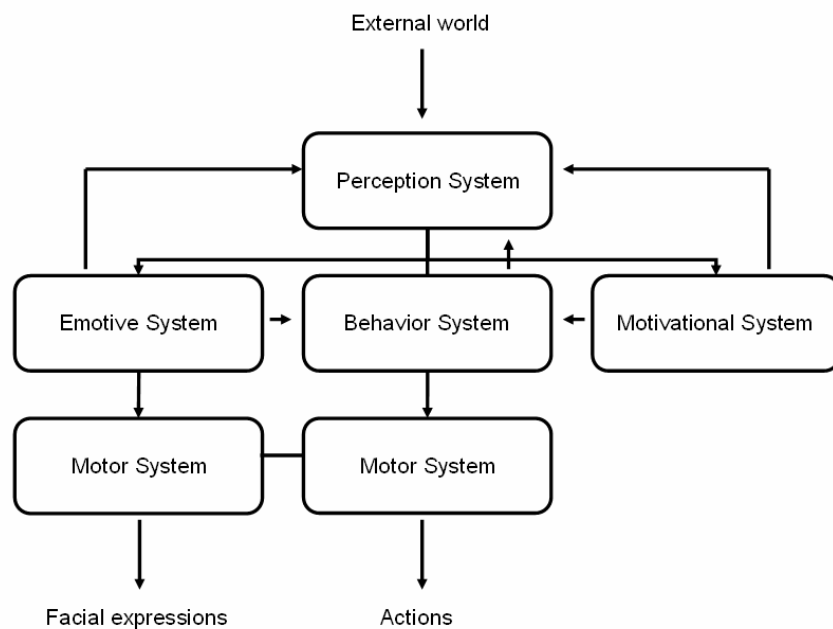 External world
Perception System
Emotive System
Behavior System
Motivational System
Motor System
Motor System
Facial expressions
Actions